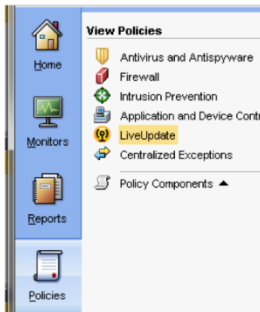 View Policies
Home
Antivirus and Antispyware
Firewall
Intrusion Prevention
Application and Device Contr
Monitors
LiveUpdate
Centralized Exceptions
Policy Components
Reports
Policies